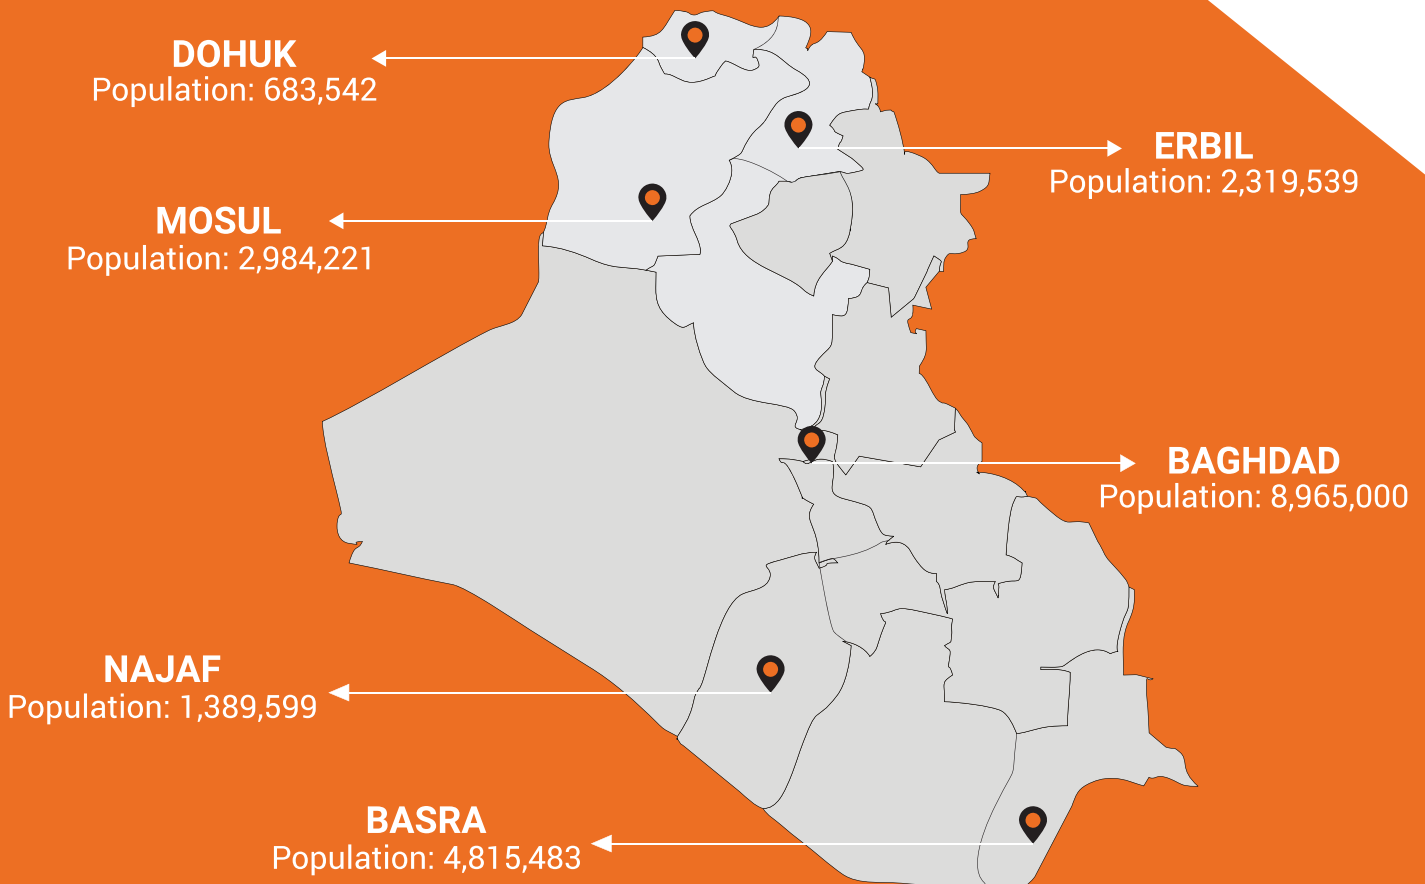 DOHUK
Population: 683,542
ERBIL
Population: 2,319,539
MOSUL
Population: 2,984,221
BAGHDAD
Population: 8,965,000
NAJAF
Population: 1,389,599
BASRA
Population: 4,815,483